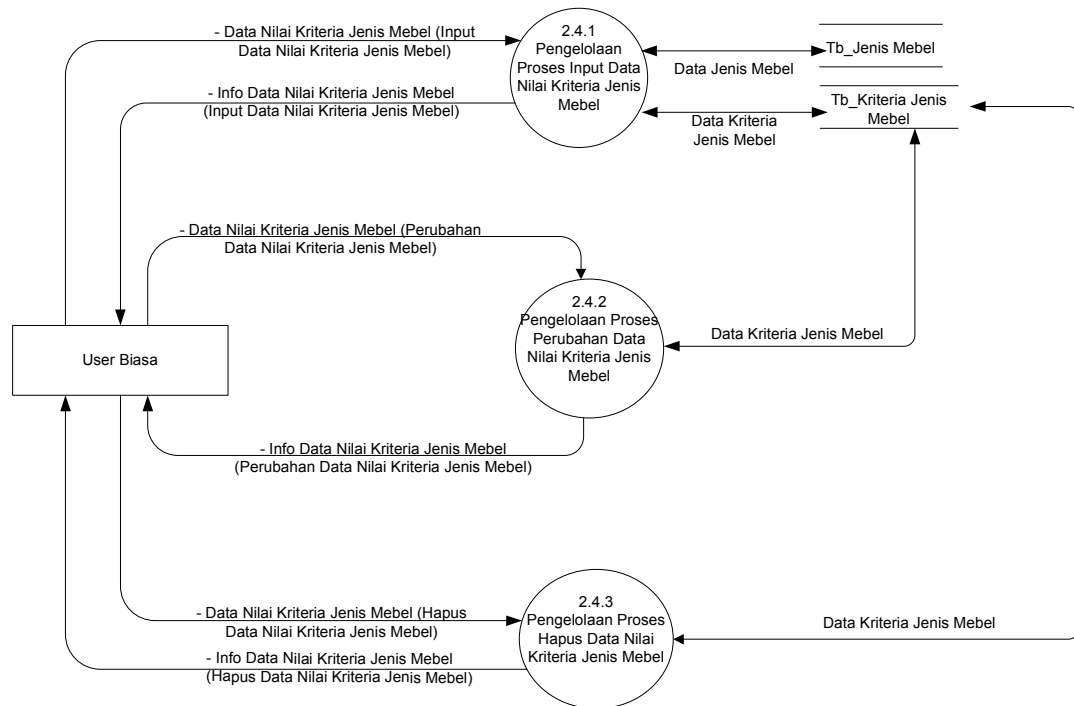 - Data Nilai Kriteria Jenis Mebel (Input
Data Nilai Kriteria Jenis Mebel)
2.4.1
Pengelolaan
Proses Input Data
Nilai Kriteria Jenis
Mebel
Data Jenis Mebel
Tb_Jenis Mebel
- Info Data Nilai Kriteria Jenis Mebel
(Input Data Nilai Kriteria Jenis Mebel)
Data Kriteria
Jenis Mebel
Tb_Kriteria Jenis
Mebel
- Data Nilai Kriteria Jenis Mebel (Perubahan
Data Nilai Kriteria Jenis Mebel)
2.4.2
Pengelolaan Proses
Perubahan Data
Nilai Kriteria Jenis
Mebel
Data Kriteria Jenis Mebel
User Biasa
- Info Data Nilai Kriteria Jenis Mebel
(Perubahan Data Nilai Kriteria Jenis Mebel)
- Data Nilai Kriteria Jenis Mebel (Hapus
Data Nilai Kriteria Jenis Mebel)
2.4.3
Pengelolaan Proses
Hapus Data Nilai
Kriteria Jenis Mebel
Data Kriteria Jenis Mebel
- Info Data Nilai Kriteria Jenis Mebel
(Hapus Data Nilai Kriteria Jenis Mebel)